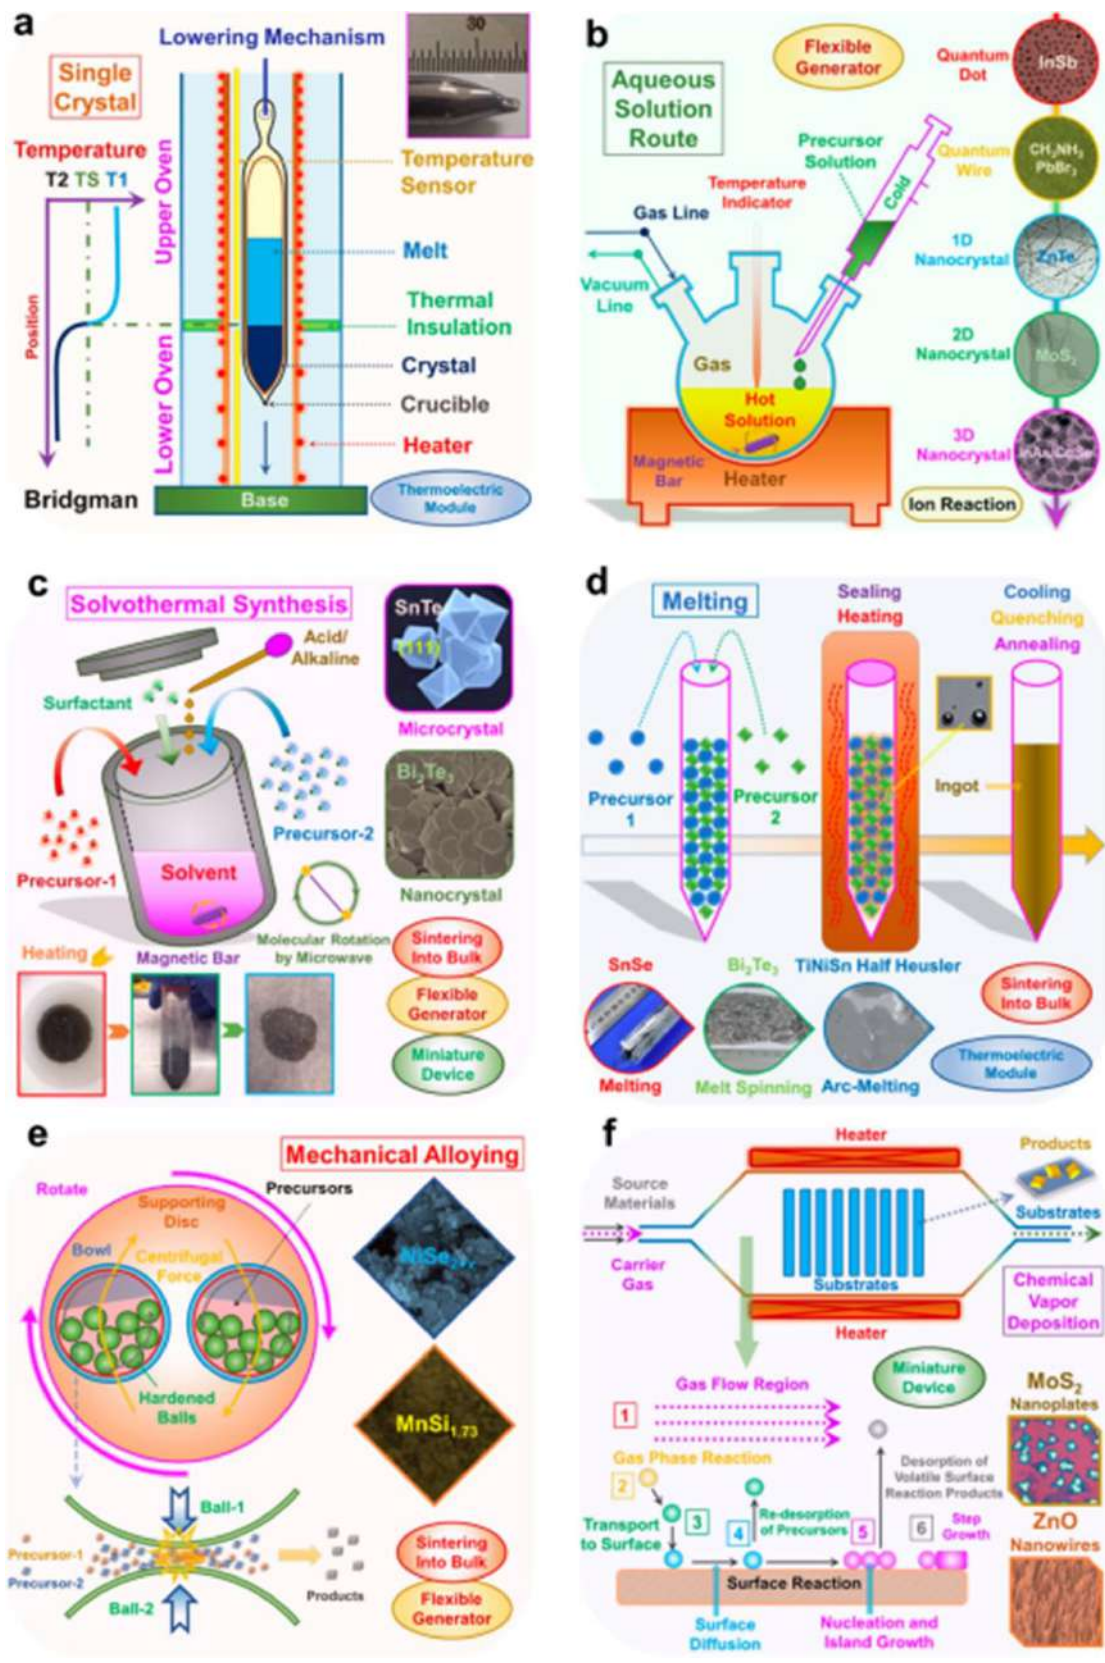 a
Lowering Mechanism
30
Single
Crystal
Temperature
T2 TS T1
Position
Upper Oven
Lower Oven
Temperature
Sensor
Melt
Thermal
Insulation
Crystal
Crucible
Heater
Bridgman
Base
Thermoelectric
Module
b
Flexible
Generator
Aqueous
Solution
Route
Precursor
Solution
Cold
Temperature
Indicator
Gas Line
Vacuum
Line
Gas
Hot
Solution
Magnetic
Bar
Heater
Quantum
Dot
InSb
Quantum
Wire
CH3NH3
PbBr3
1D
Nanocrystal
ZnTe
2D
Nanocrystal
MoS2
3D
Nanocrystal
Ion Reaction
c
Solvothermal Synthesis
Acid/
Alkaline
Surfactant
Precursor-2
Precursor-1
Solvent
Molecular Rotation
by Microwave
Heating
Magnetic Bar
SnTe
(111)
Microcrystal
Bi2Te3
Nanocrystal
Sintering
Into Bulk
Flexible
Generator
Miniature
Device
d
Melting
Sealing
Heating
Cooling
Quenching
Annealing
Precursor
1
Precursor
2
Ingot
SnSe
Melting
Bi2Te3
Melt Spinning
TiNiSn Half Heusler
Arc-Melting
Sintering
Into Bulk
Thermoelectric
Module
e
Mechanical Alloying
Rotate
Precursors
Supporting
Disc
Bowl
Centrifugal
Force
Hardened
Balls
MnSi1.73
Ball-1
Precursor-1
Precursor-2
Ball-2
Products
Sintering
Into Bulk
Flexible
Generator
f
Heater
Products
Source
Materials
Substrates
Carrier
Gas
Substrates
Chemical
Vapor
Deposition
Heater
Miniature
Device
Gas Flow Region
1
Gas Phase Reaction
2
Transport
to Surface
3
4
Re-desorption
of Precursors
5
Desorption of
Volatile Surface
Reaction Products
6
Step
Growth
Surface Reaction
Surface
Diffusion
Nucleation and
Island Growth
MoS2
Nanoplates
ZnO
Nanowires